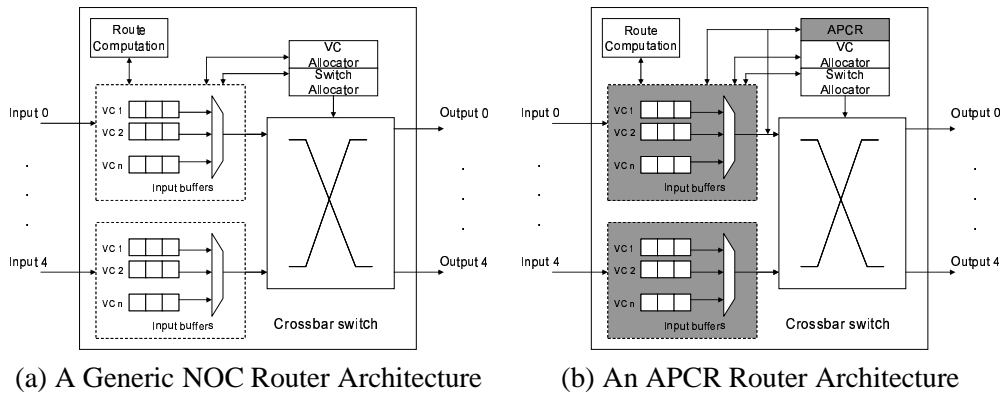 Route
Computation
VC
Allocator
Switch
Allocator
Input 0
VC 1
VC 2
VC n
Input buffers
Output 0
Input 4
VC 1
VC 2
VC n
Input buffers
Output 4
Crossbar switch
(a) A Generic NOC Router Architecture
Route
Computation
APCR
VC
Allocator
Switch
Allocator
Input 0
VC 1
VC 2
VC n
Input buffers
Output 0
Input 4
VC 1
VC 2
VC n
Input buffers
Output 4
Crossbar switch
(b) An APCR Router Architecture